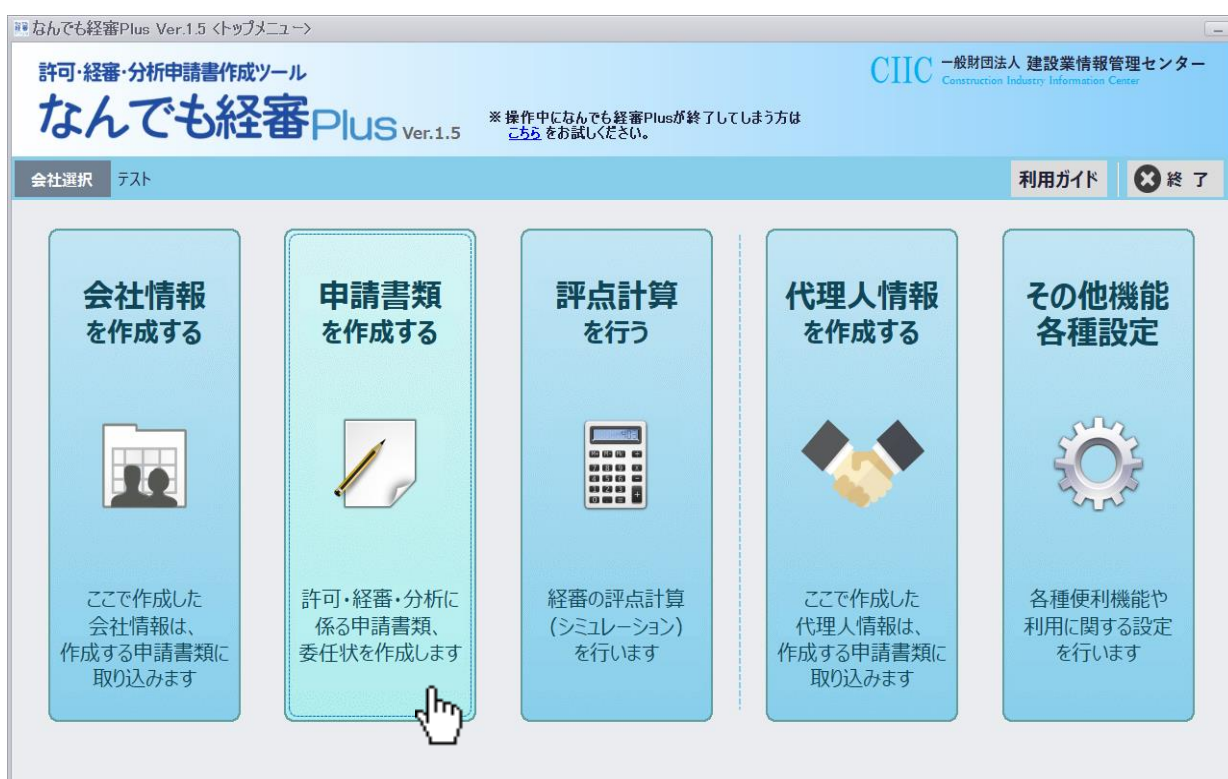 なんでも経審Plus Ver.1.5 <トップメニュー>
許可・経審・分析申請書作成ツール
なんでも経審Plus Ver.1.5
※操作中になんでも経審Plusが終了してしまう方は
こちらをお試しください。
CIIC 一般財団法人 建設業情報管理センター
Construction Industry Information Center
会社選択 テスト
利用ガイド 終 了
会社情報
を作成する
ここで作成した
会社情報は、
作成する申請書類に
取り込みます
申請書類
を作成する
許可・経審・分析に
係る申請書類、
委任状を作成します
評点計算
を行う
経審の評点計算
(シミュレーション)
を行います
代理人情報
を作成する
ここで作成した
代理人情報は、
作成する申請書類に
取り込みます
その他機能
各種設定
各種便利機能や
利用に関する設定
を行います